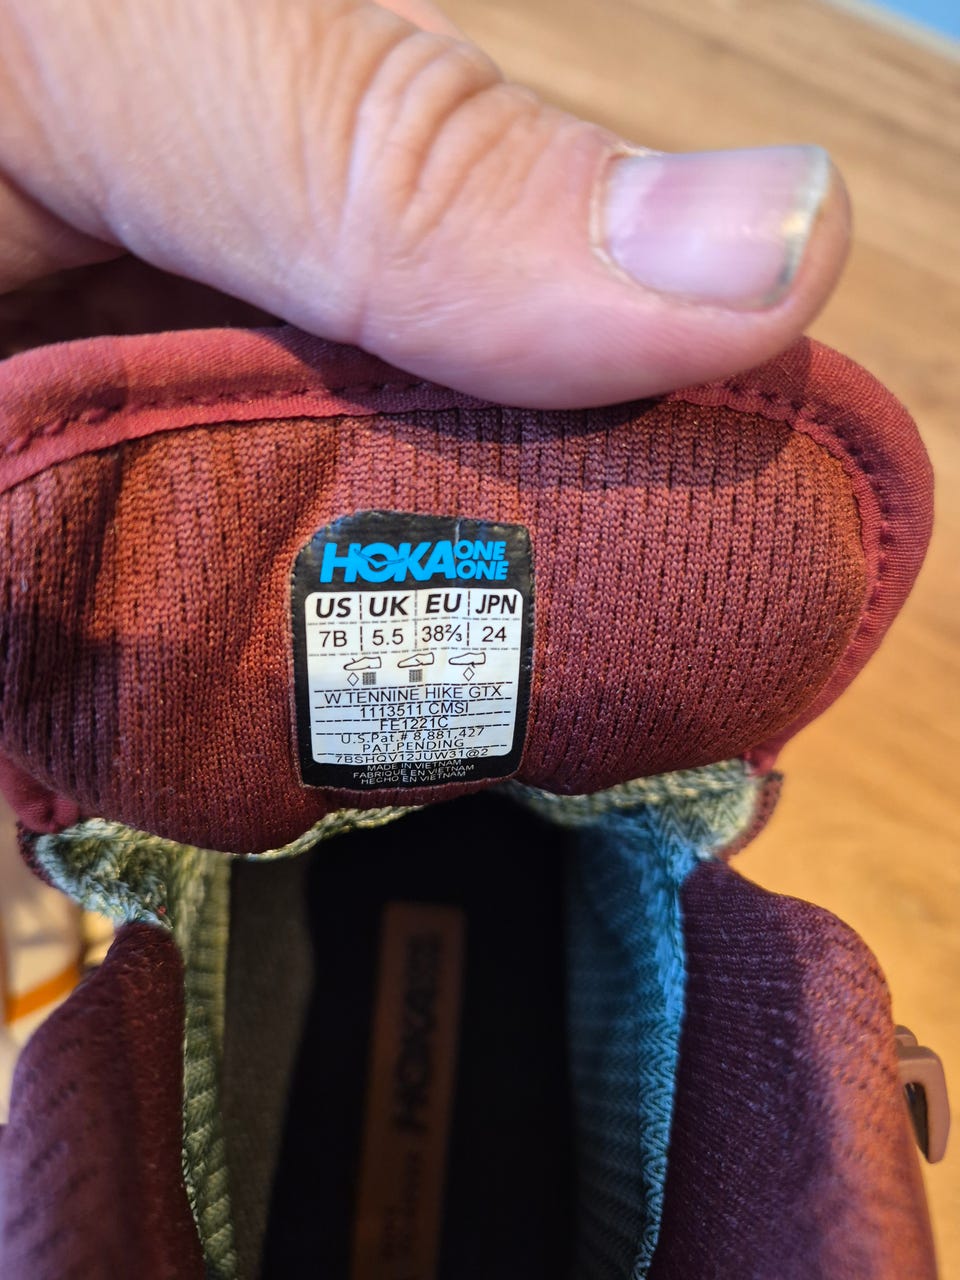 HOKA ONE ONE
US UK EU JPN
7B 5.5 38⅔ 24
W TENNINE HIKE GTX
1113511 CMSI
FE1221C
U.S.Pat.# 8,881,427
PAT.PENDING
7BSHQV12JUW31@2
MADE IN VIETNAM
FABRIQUE EN VIETNAM
HECHO EN VIETNAM
HOKA